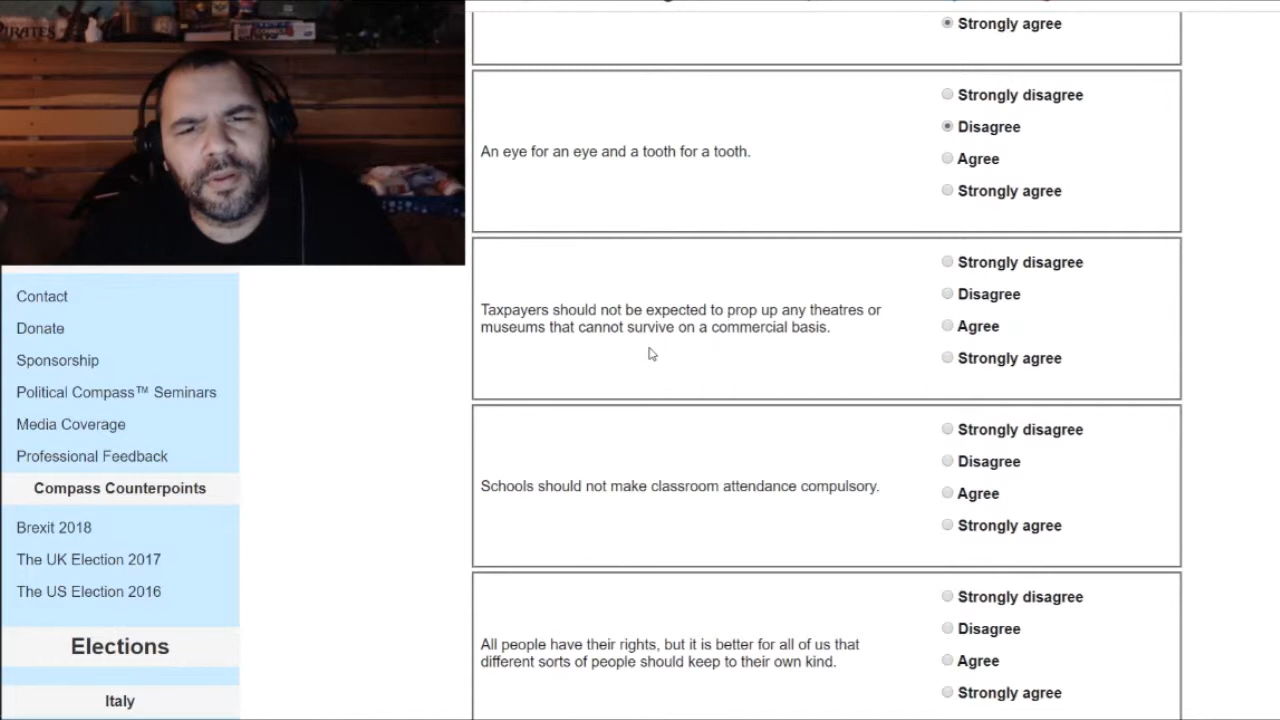 PIRATES
Strongly agree
An eye for an eye and a tooth for a tooth.
Strongly disagree
Disagree
Agree
Strongly agree
Taxpayers should not be expected to prop up any theatres or
museums that cannot survive on a commercial basis.
Strongly disagree
Disagree
Agree
Strongly agree
Schools should not make classroom attendance compulsory.
Strongly disagree
Disagree
Agree
Strongly agree
All people have their rights, but it is better for all of us that
different sorts of people should keep to their own kind.
Strongly disagree
Disagree
Agree
Strongly agree
Contact
Donate
Sponsorship
Political Compass™ Seminars
Media Coverage
Professional Feedback
Compass Counterpoints
Brexit 2018
The UK Election 2017
The US Election 2016
Elections
Italy